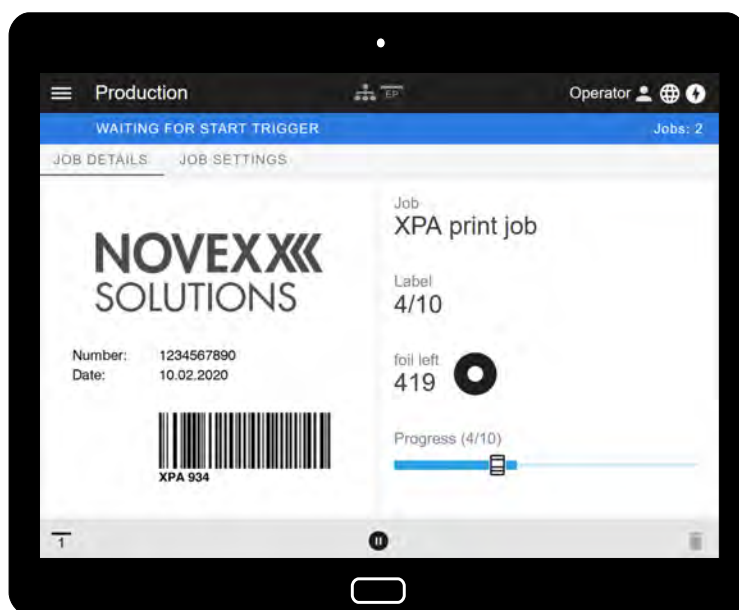 Production
EP
Operator
WAITING FOR START TRIGGER
Jobs: 2
JOB DETAILS
JOB SETTINGS
NOVEXX
SOLUTIONS
Number: 1234567890
Date: 10.02.2020
XPA 934
Job
XPA print job
Label
4/10
foil left
419
Progress (4/10)
1